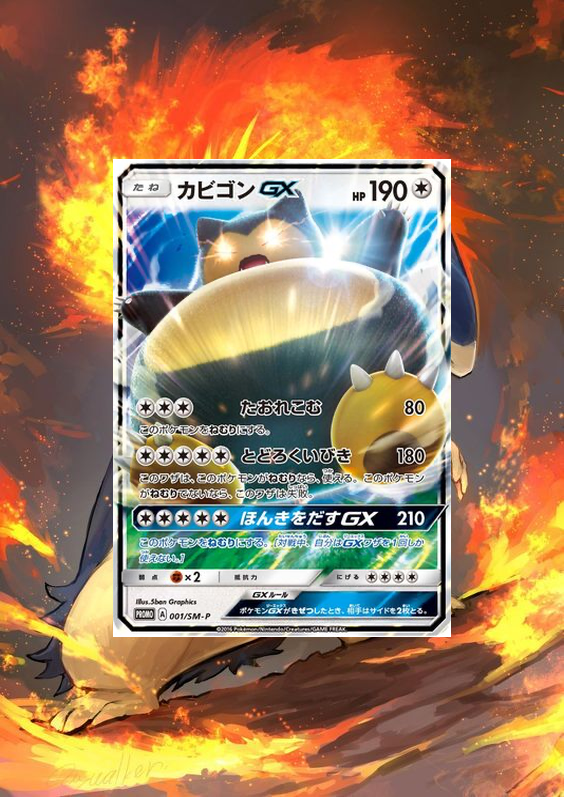 たね カビゴンGX HP 190
たおれこむ 80
このポケモンをねむりにする。
とどろくいびき 180
このワザは、このポケモンがねむりなら、使える。このポケモン
がねむりでないなら、このワザは失敗。
ほんきをだすGX 210
このポケモンをねむりにする。[対戦中、自分はGXワザを1回しか
使えない。]
弱点 ×2 抵抗力 にげる
GXルール
Illus.5ban Graphics
ポケモンGXがきぜつしたとき、相手はサイドを2枚とる。
PROMO A 001/SM-P
©2016 Pokémon/Nintendo/Creatures/GAME FREAK.